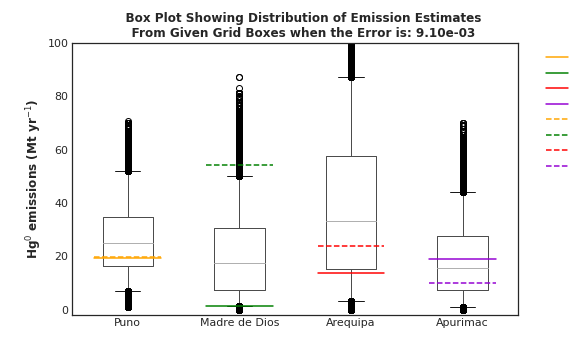 Box Plot Showing Distribution of Emission Estimates
From Given Grid Boxes when the Error is: 9.10e-03
Hg⁰ emissions (Mt yr⁻¹)
100
80
60
40
20
0
Puno Madre de Dios Arequipa Apurimac